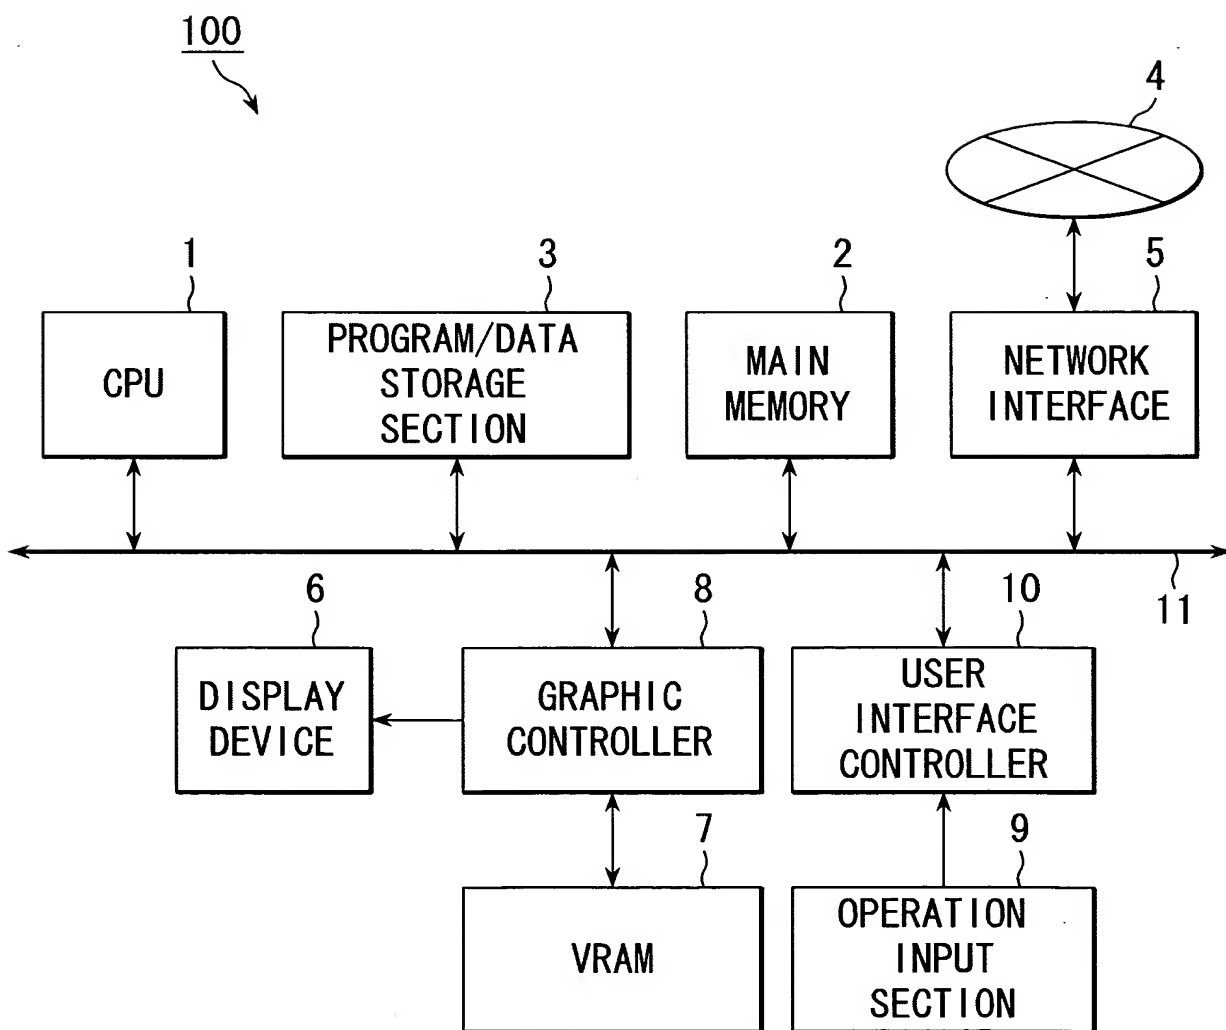 100
4
1
3
2
5
CPU
PROGRAM/DATA
STORAGE
SECTION
MAIN
MEMORY
NETWORK
INTERFACE
11
6
8
10
DISPLAY
DEVICE
GRAPHIC
CONTROLLER
USER
INTERFACE
CONTROLLER
7
9
VRAM
OPERATION
INPUT
SECTION